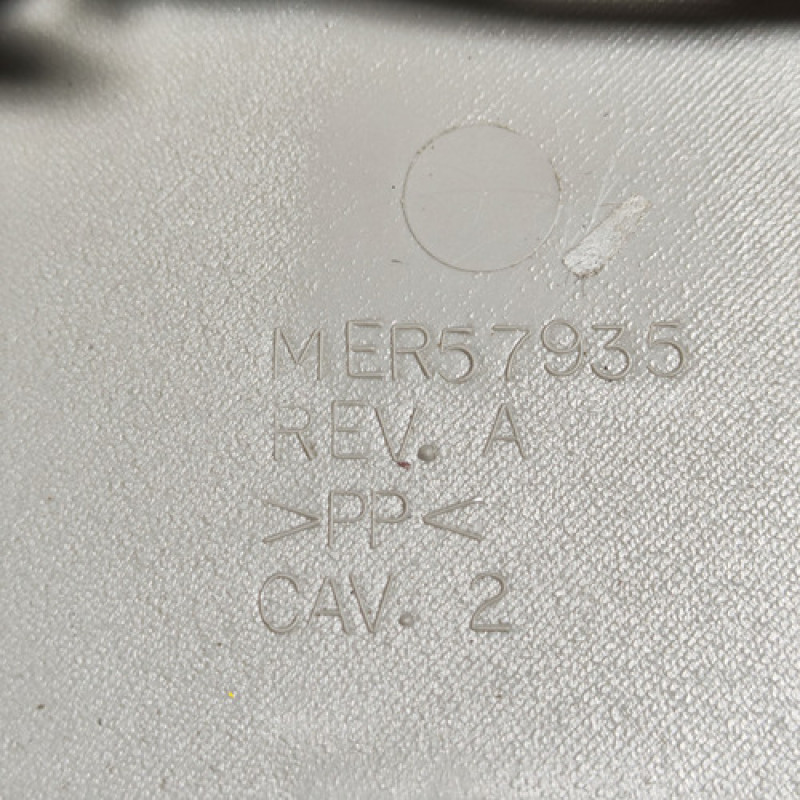 MER57935
REV. A
>PP<
CAV. 2